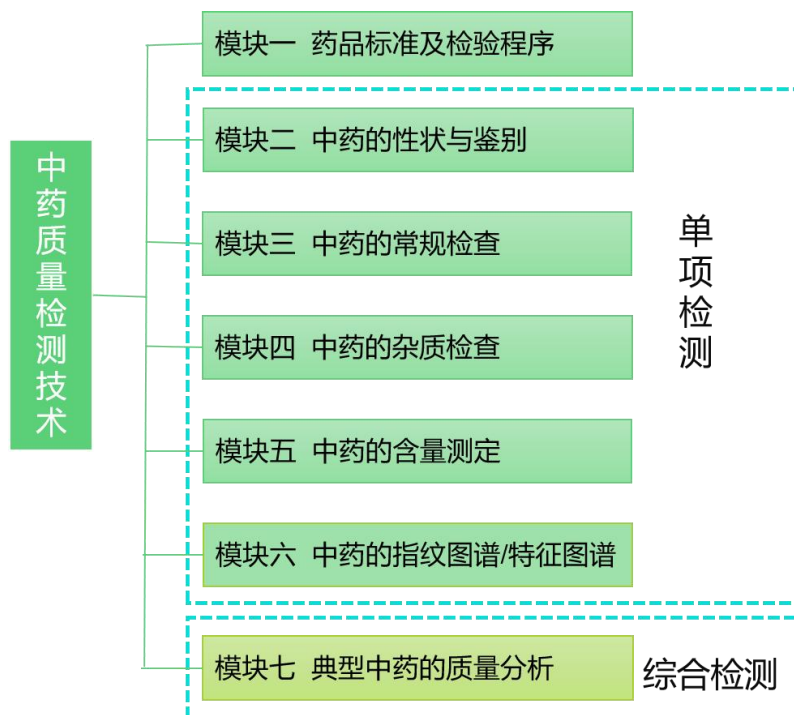 中药质量检测技术
模块一 药品标准及检验程序
模块二 中药的性状与鉴别
模块三 中药的常规检查
模块四 中药的杂质检查
模块五 中药的含量测定
模块六 中药的指纹图谱/特征图谱
单项检测
模块七 典型中药的质量分析
综合检测